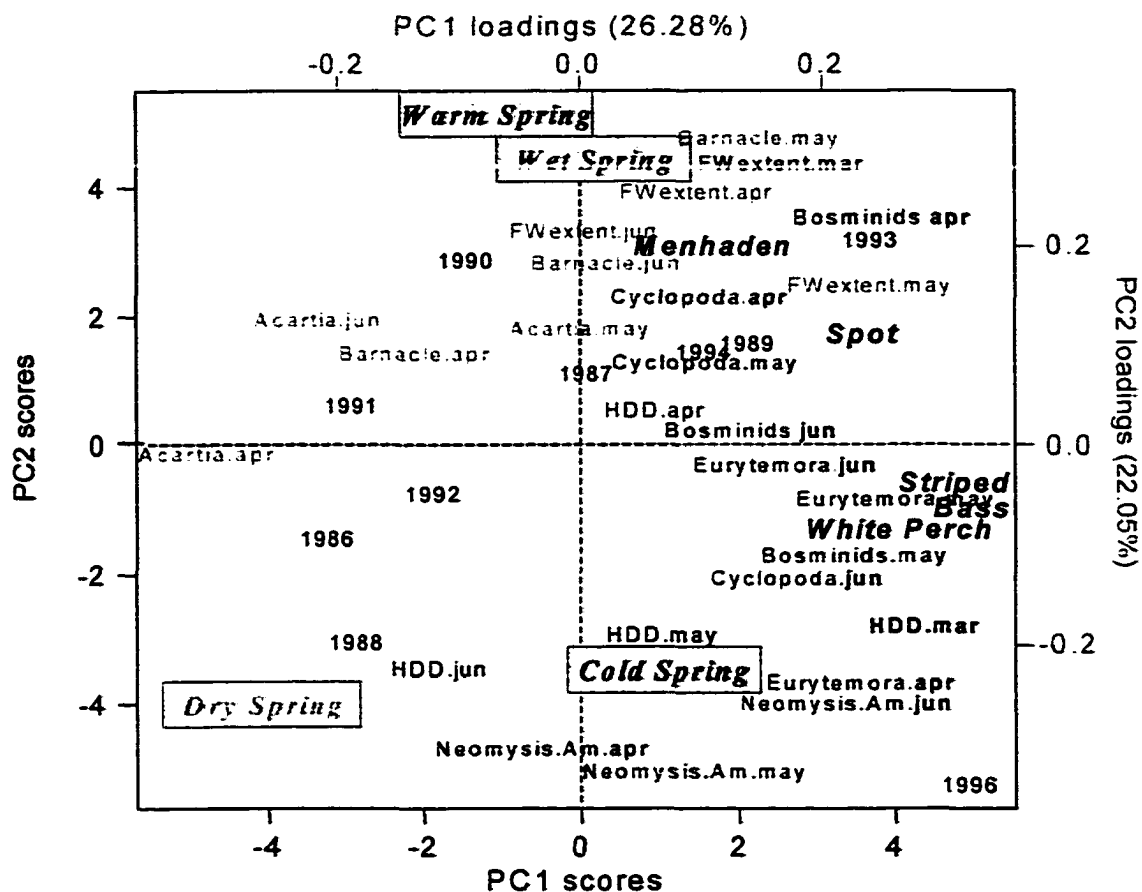 PC1 loadings (26.28%)
-0.2 0.0 0.2
Warm Spring
Barnacle.may
Wet Spring FWextent.mar
4 FWextent.apr
Bosminids.apr
FWextent.jun Menhaden 1993 0.2
1990 Barnacle.jun
FWextent.may
Cyclopoda.apr
2 Acartia.jun Acartia.may Spot
Barnacle.apr 1994 1989
Cyclopoda.may
1987
1991 HDD.apr
Bosminids.jun
0 0.0
Acartia.apr Eurytemora.jun
Striped
1992 Eurytemora.may
Bass
White Perch
1986
Bosminids.may
-2 Cyclopoda.jun
HDD.mar
1988 HDD.may -0.2
HDD.jun Cold Spring
Eurytemora.apr
-4 Dry Spring Neomysis.Am.jun
Neomysis.Am.apr
Neomysis.Am.may
1996
-4 -2 0 2 4
PC1 scores
PC2 scores
PC2 loadings (22.05%)